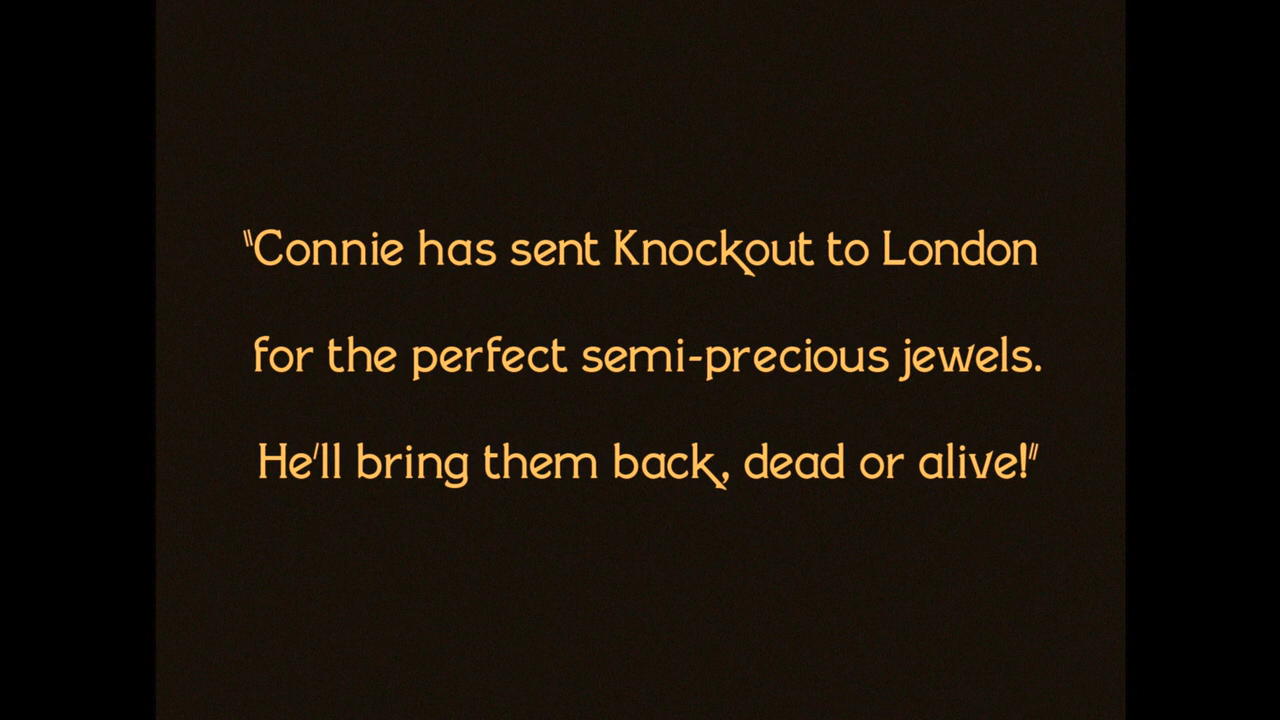 "Connie has sent Knockout to London
for the perfect semi-precious jewels.
He'll bring them back, dead or alive!"